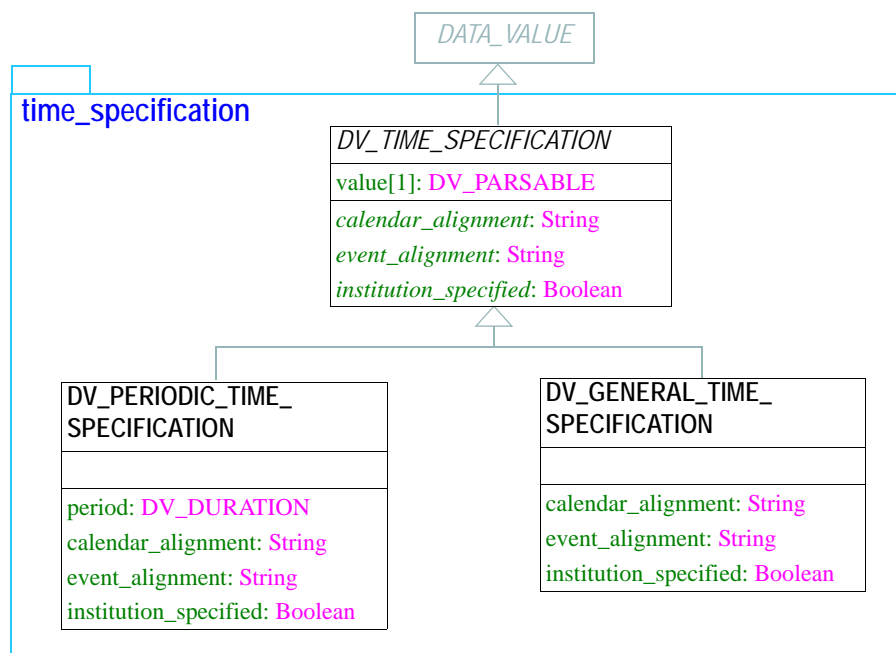 DATA_VALUE
time_specification
DV_TIME_SPECIFICATION
value[1]: DV_PARSABLE
calendar_alignment: String
event_alignment: String
institution_specified: Boolean
DV_PERIODIC_TIME_
SPECIFICATION
period: DV_DURATION
calendar_alignment: String
event_alignment: String
institution_specified: Boolean
DV_GENERAL_TIME_
SPECIFICATION
calendar_alignment: String
event_alignment: String
institution_specified: Boolean